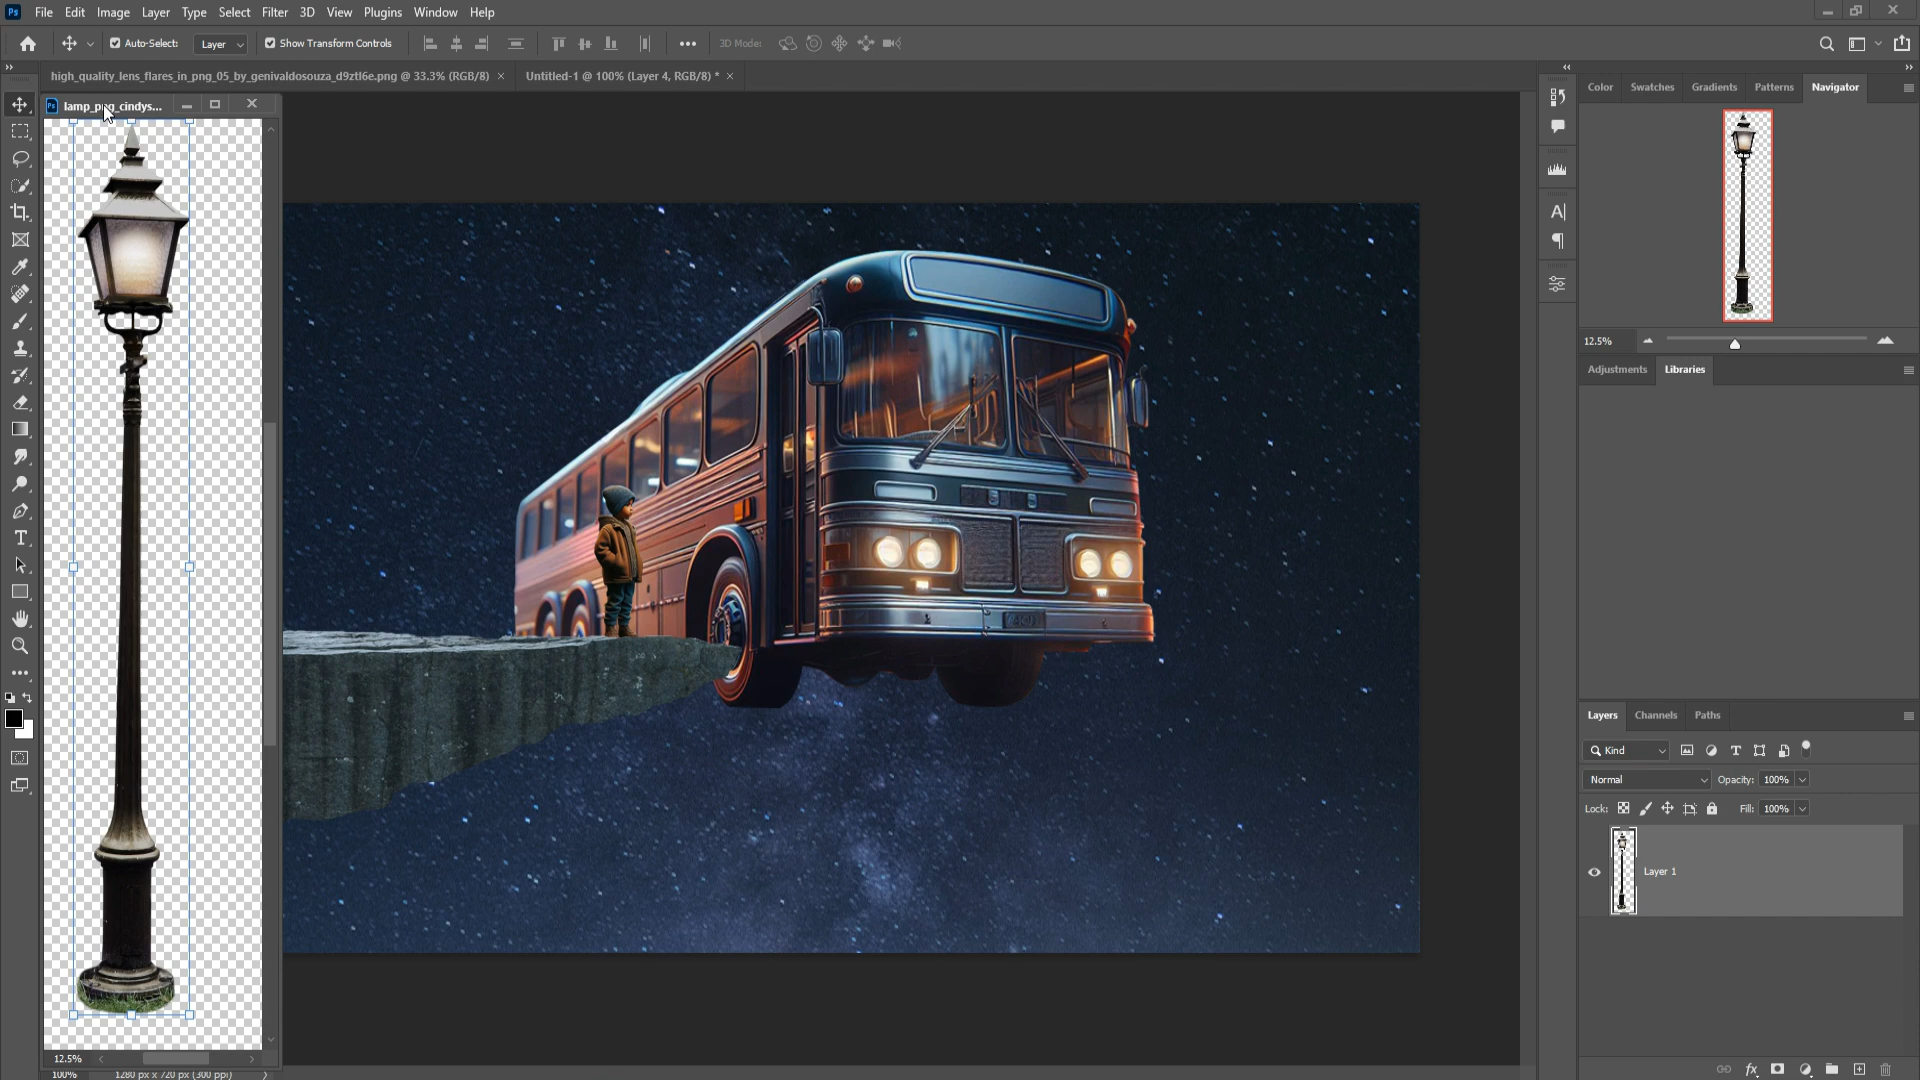 Ps File Edit Image Layer Type Select Filter 3D View Plugins Window Help
Auto-Select: Layer Show Transform Controls 3D Mode:
high_quality_lens_flares_in_png_05_by_genivaldosouza_d9ztl6e.png @ 33.3% (RGB/8) × Untitled-1 @ 100% (Layer 4, RGB/8) * ×
Ps lamp_png_cindys...
Color Swatches Gradients Patterns Navigator
12.5%
Adjustments Libraries
Layers Channels Paths
Kind
Normal Opacity: 100%
Lock: Fill: 100%
Layer 1
12.5%
100% 1280 px x 720 px (300 ppi)